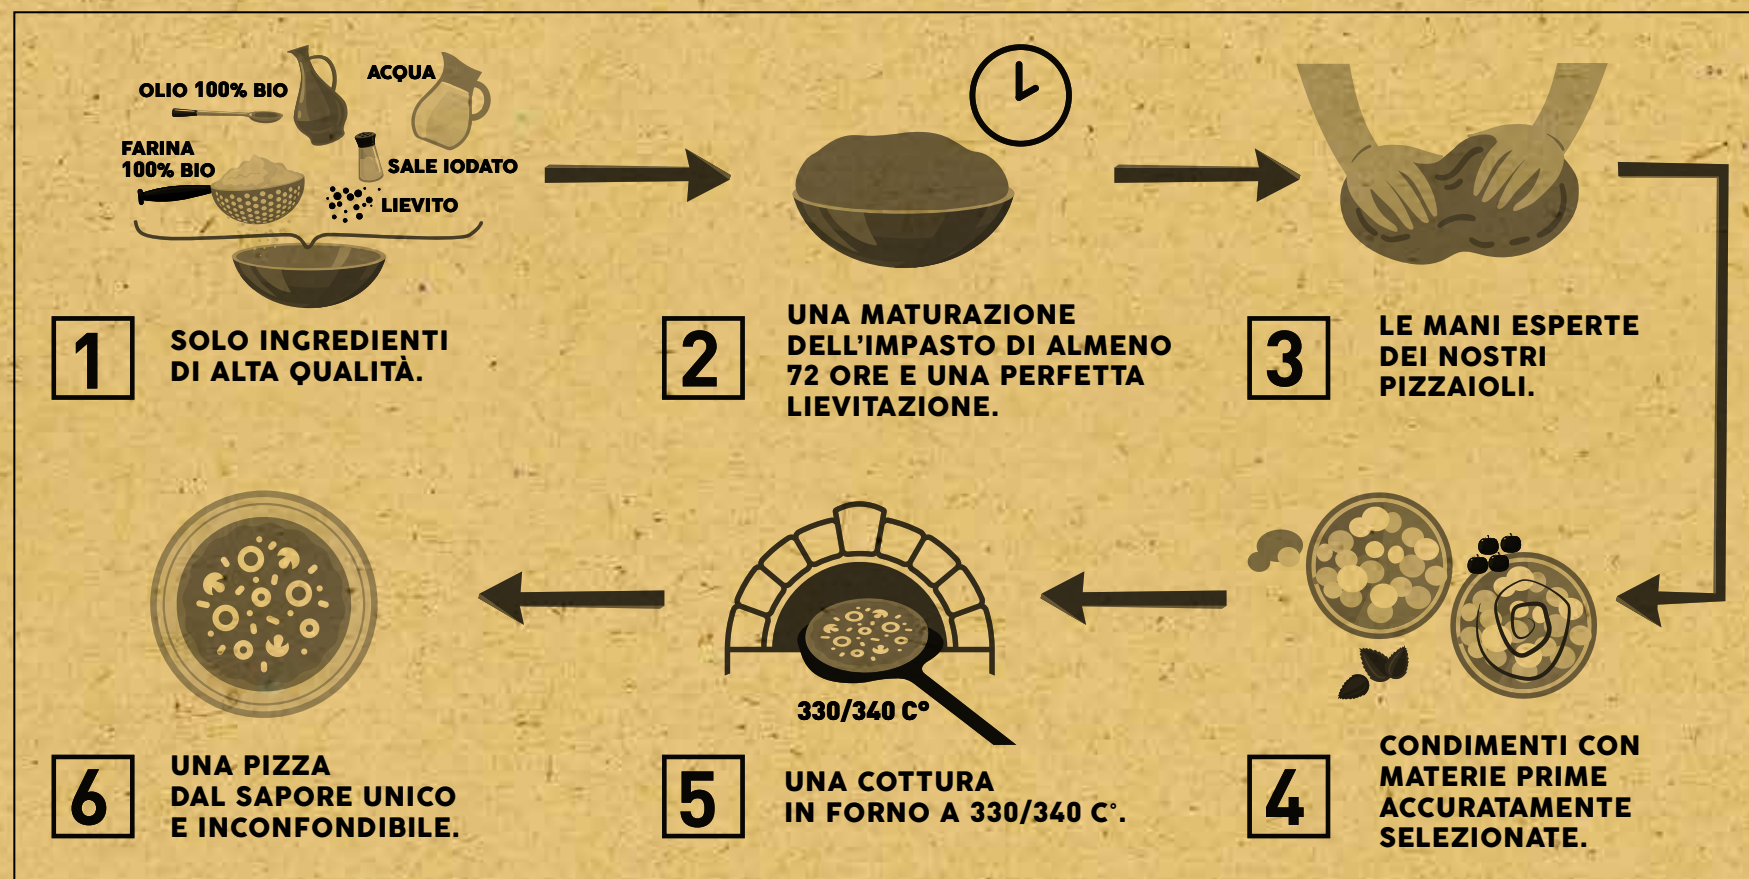 OLIO 100% BIO
ACQUA
FARINA
100% BIO
SALE IODATO
LIEVITO
1
SOLO INGREDIENTI
DI ALTA QUALITÀ.
2
UNA MATURAZIONE
DELL'IMPASTO DI ALMENO
72 ORE E UNA PERFETTA
LIEVITAZIONE.
3
LE MANI ESPERTE
DEI NOSTRI
PIZZAIOLI.
4
CONDIMENTI CON
MATERIE PRIME
ACCURATAMENTE
SELEZIONATE.
330/340 C°
5
UNA COTTURA
IN FORNO A 330/340 C°.
6
UNA PIZZA
DAL SAPORE UNICO
E INCONFONDIBILE.